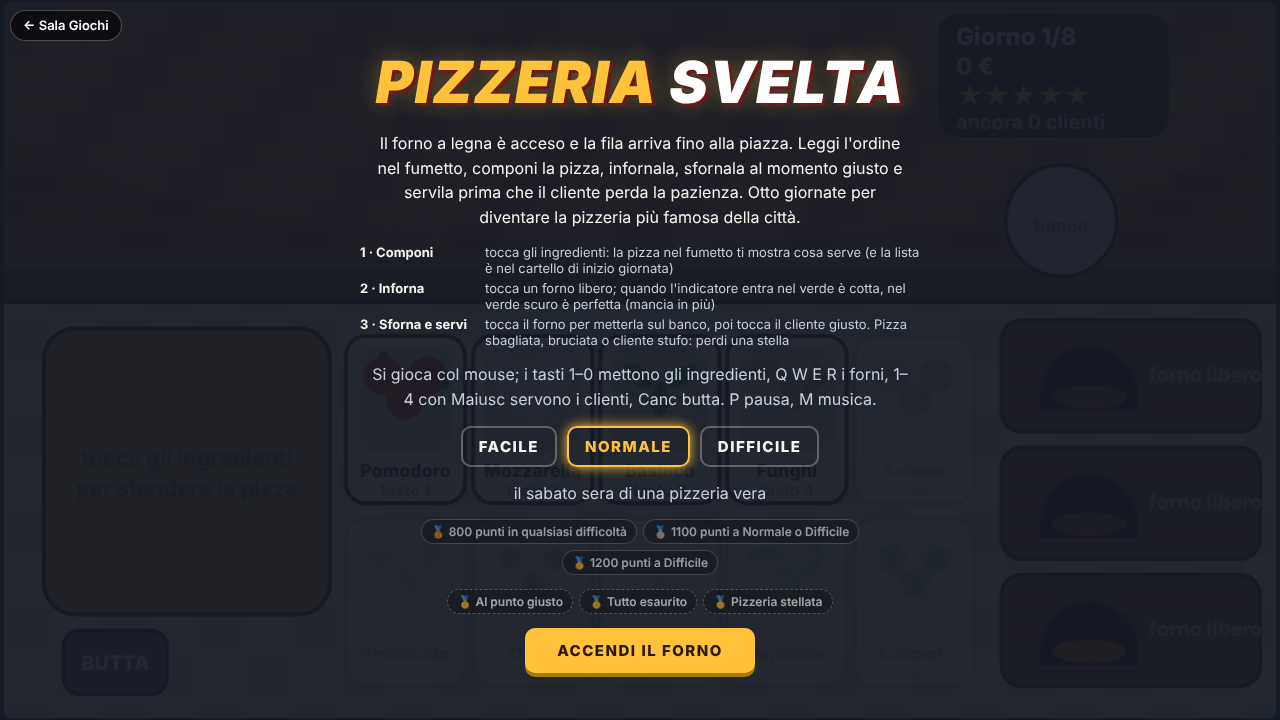 ← Sala Giochi
Giorno 1/8
0 €
★★★★★
ancora 0 clienti
banco
PIZZERIA SVELTA
Il forno a legna è acceso e la fila arriva fino alla piazza. Leggi l'ordine
nel fumetto, componi la pizza, infornala, sfornala al momento giusto e
servila prima che il cliente perda la pazienza. Otto giornate per
diventare la pizzeria più famosa della città.
1 · Componi
tocca gli ingredienti: la pizza nel fumetto ti mostra cosa serve (e la lista
è nel cartello di inizio giornata)
2 · Inforna
tocca un forno libero; quando l'indicatore entra nel verde è cotta, nel
verde scuro è perfetta (mancia in più)
3 · Sforna e servi
tocca il forno per metterla sul banco, poi tocca il cliente giusto. Pizza
sbagliata, bruciata o cliente stufo: perdi una stella
Si gioca col mouse; i tasti 1–0 mettono gli ingredienti, Q W E R i forni, 1–
4 con Maiusc servono i clienti, Canc butta. P pausa, M musica.
FACILE
NORMALE
DIFFICILE
il sabato sera di una pizzeria vera
🥉 800 punti in qualsiasi difficoltà
🥈 1100 punti a Normale o Difficile
🥇 1200 punti a Difficile
🏅 Al punto giusto
🏅 Tutto esaurito
🏅 Pizzeria stellata
ACCENDI IL FORNO
tocca gli ingredienti
per stendere la pizza
BUTTA
Pomodoro
tasto 1
Mozzarella
Basilico
Funghi
tasto 4
Salame
Prosciutto
Carciofi
forno libero
forno libero
forno libero